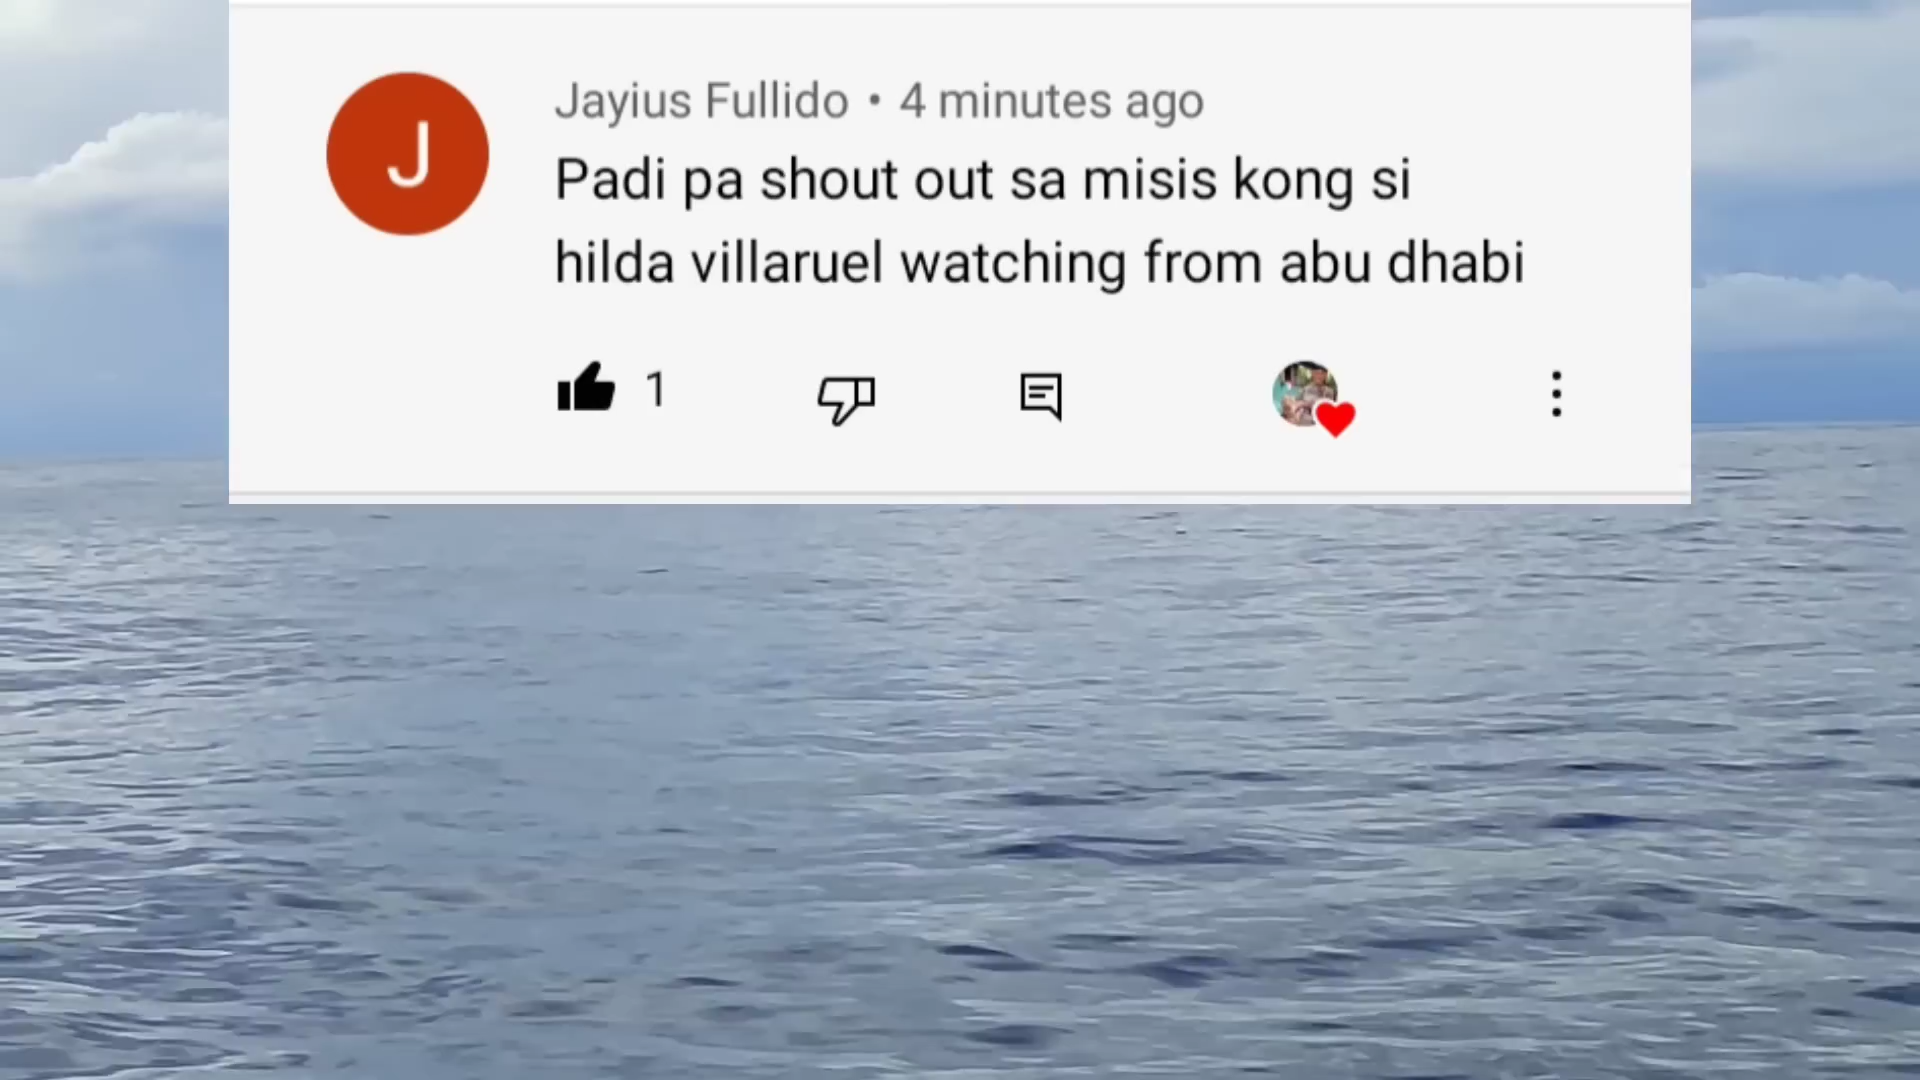 J
Jayius Fullido • 4 minutes ago
Padi pa shout out sa misis kong si
hilda villaruel watching from abu dhabi
1